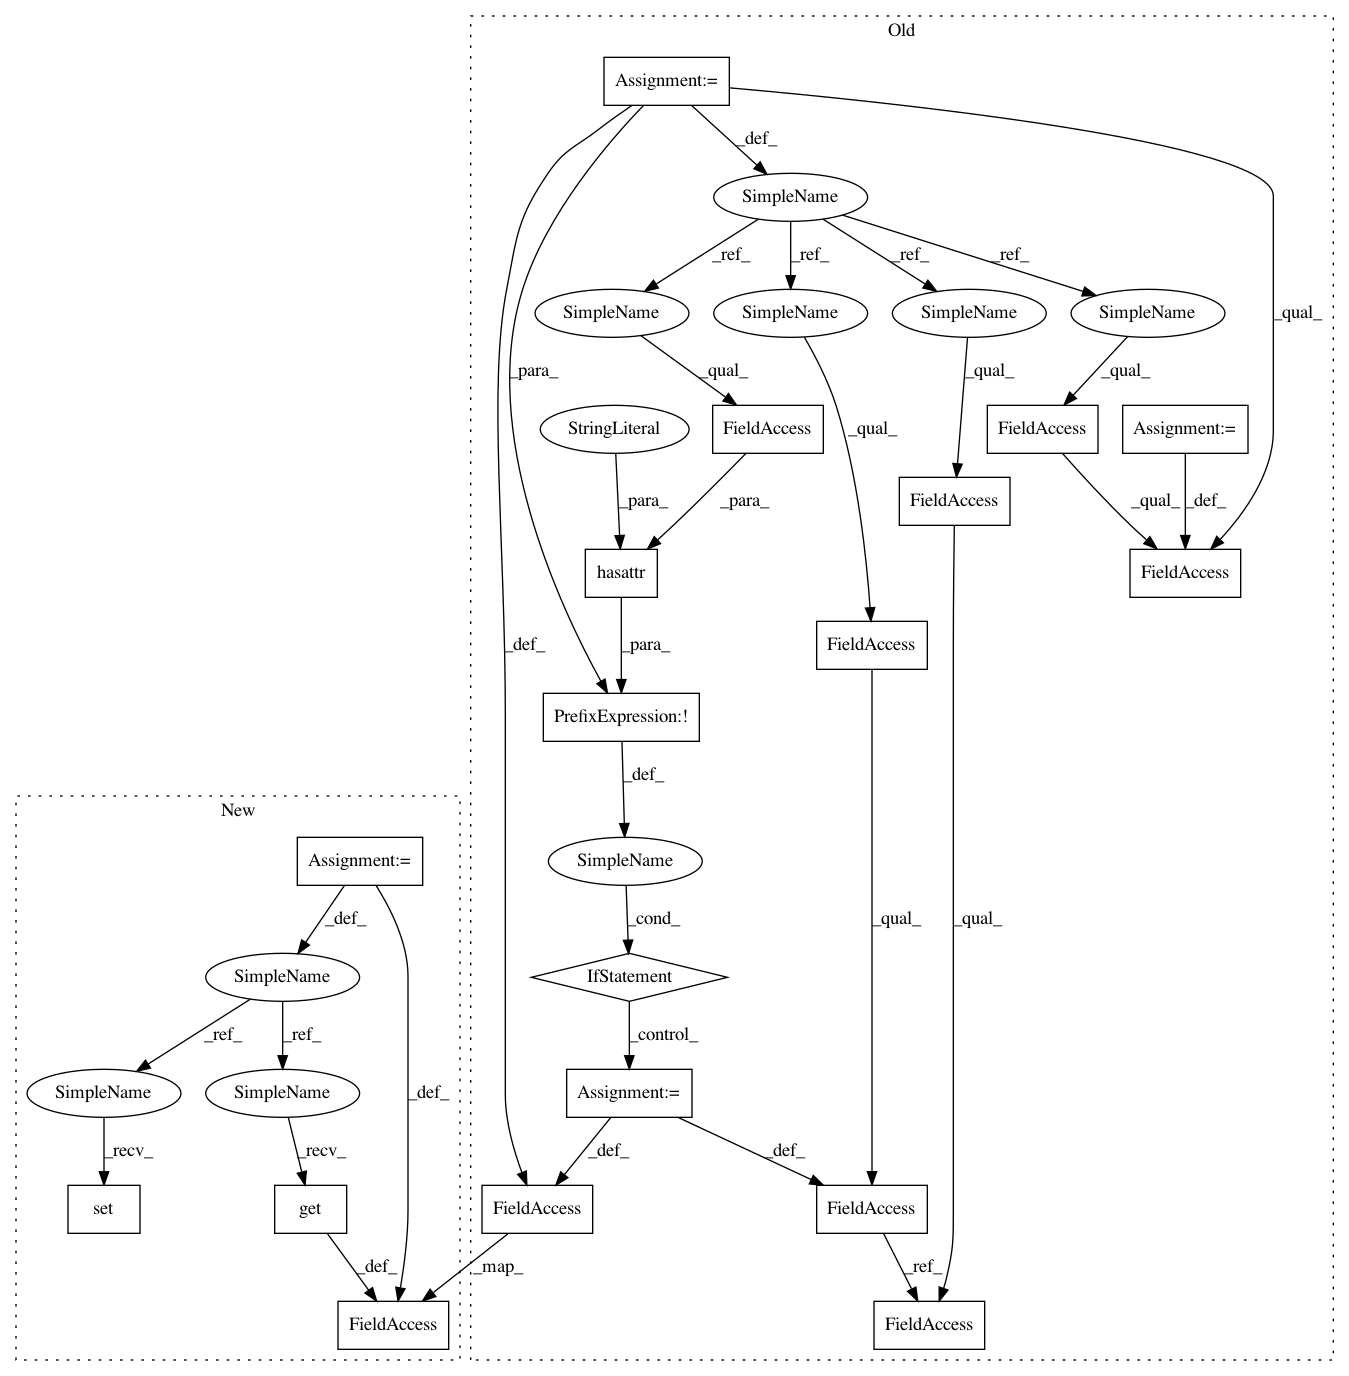 Old
Assignment:=
_def_
SimpleName
_ref_ _ref_ _ref_ _ref_
SimpleName SimpleName SimpleName SimpleName
_qual_
_para_ _qual_ _qual_ _qual_
StringLiteral FieldAccess _qual_ FieldAccess Assignment:=
_para_ _para_ FieldAccess _qual_ _def_
hasattr FieldAccess
_def_ _para_ FieldAccess
PrefixExpression:!
_def_
New
Assignment:= SimpleName
_def_ _cond_ _qual_ _qual_
SimpleName IfStatement
_ref_ _ref_ _control_
SimpleName SimpleName _def_ Assignment:=
_recv_ _recv_ _def_ _def_
set get FieldAccess FieldAccess
_def_ _map_ _ref_
FieldAccess FieldAccess